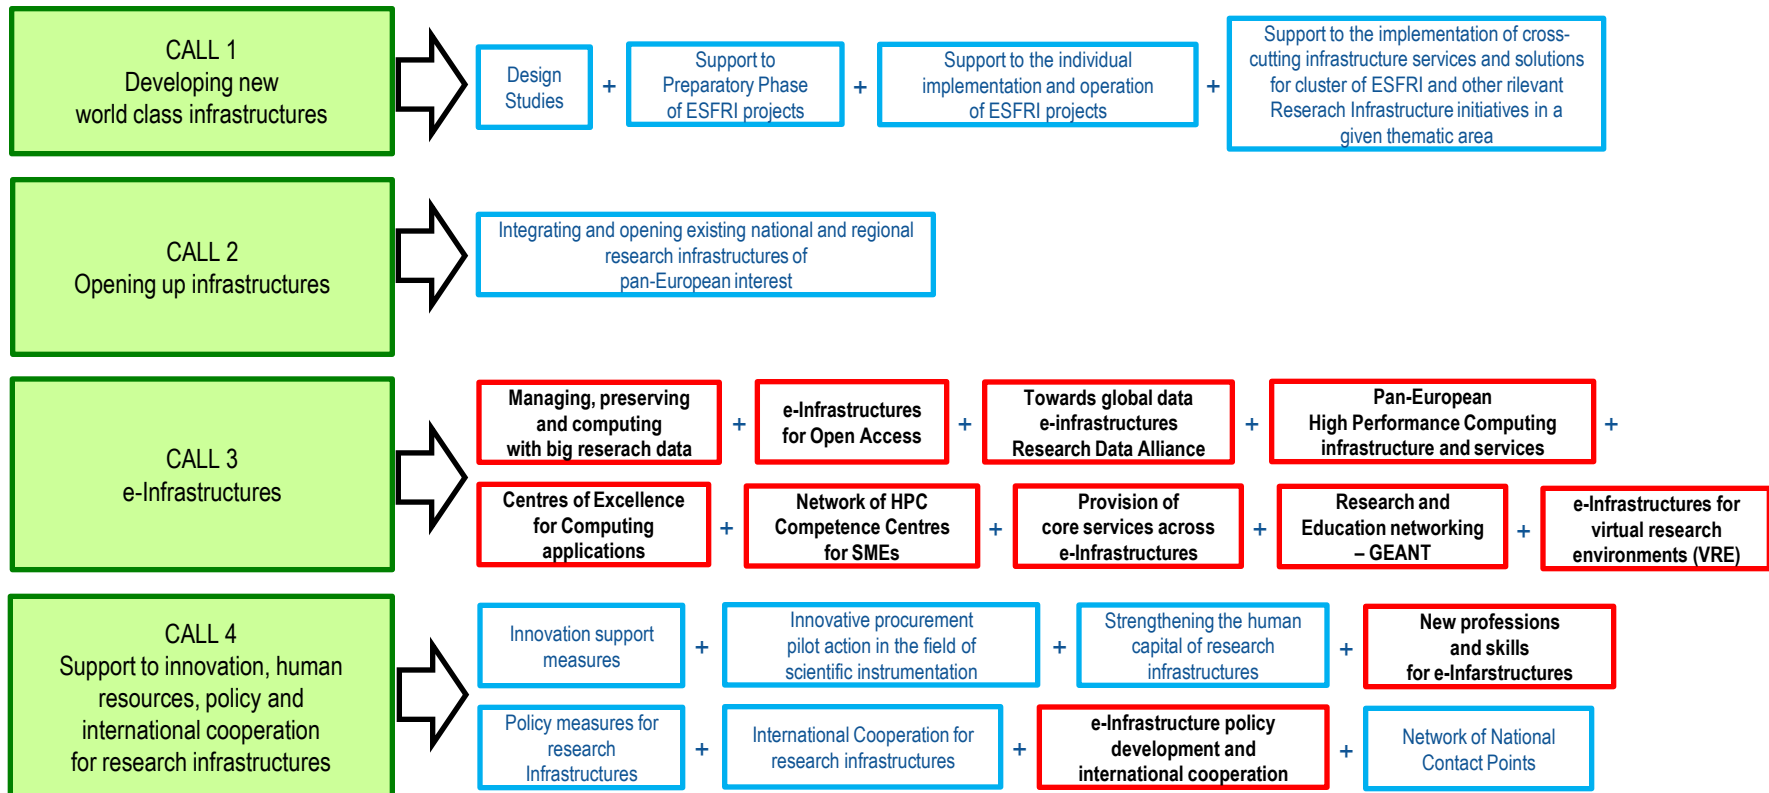 CALL 1
Developing new
world class infrastructures
Design
Studies
+
Support to
Preparatory Phase
of ESFRI projects
+
Support to the individual
implementation and operation
of ESFRI projects
+
Support to the implementation of cross-
cutting infrastructure services and solutions
for cluster of ESFRI and other rilevant
Reserach Infrastructure initiatives in a
given thematic area
CALL 2
Opening up infrastructures
Integrating and opening existing national and regional
research infrastructures of
pan-European interest
CALL 3
e-Infrastructures
Managing, preserving
and computing
with big reserach data
+
e-Infrastructures
for Open Access
+
Towards global data
e-infrastructures
Research Data Alliance
+
Pan-European
High Performance Computing
infrastructure and services
+
Centres of Excellence
for Computing
applications
+
Network of HPC
Competence Centres
for SMEs
+
Provision of
core services across
e-Infrastructures
+
Research and
Education networking
– GEANT
+
e-Infrastructures for
virtual research
environments (VRE)
CALL 4
Support to innovation, human
resources, policy and
international cooperation
for research infrastructures
Innovation support
measures
+
Innovative procurement
pilot action in the field of
scientific instrumentation
+
Strengthening the human
capital of research
infrastructures
+
New professions
and skills
for e-Infarstructures
Policy measures for
research
Infrastructures
+
International Cooperation for
research infrastructures
+
e-Infrastructure policy
development and
international cooperation
+
Network of National
Contact Points